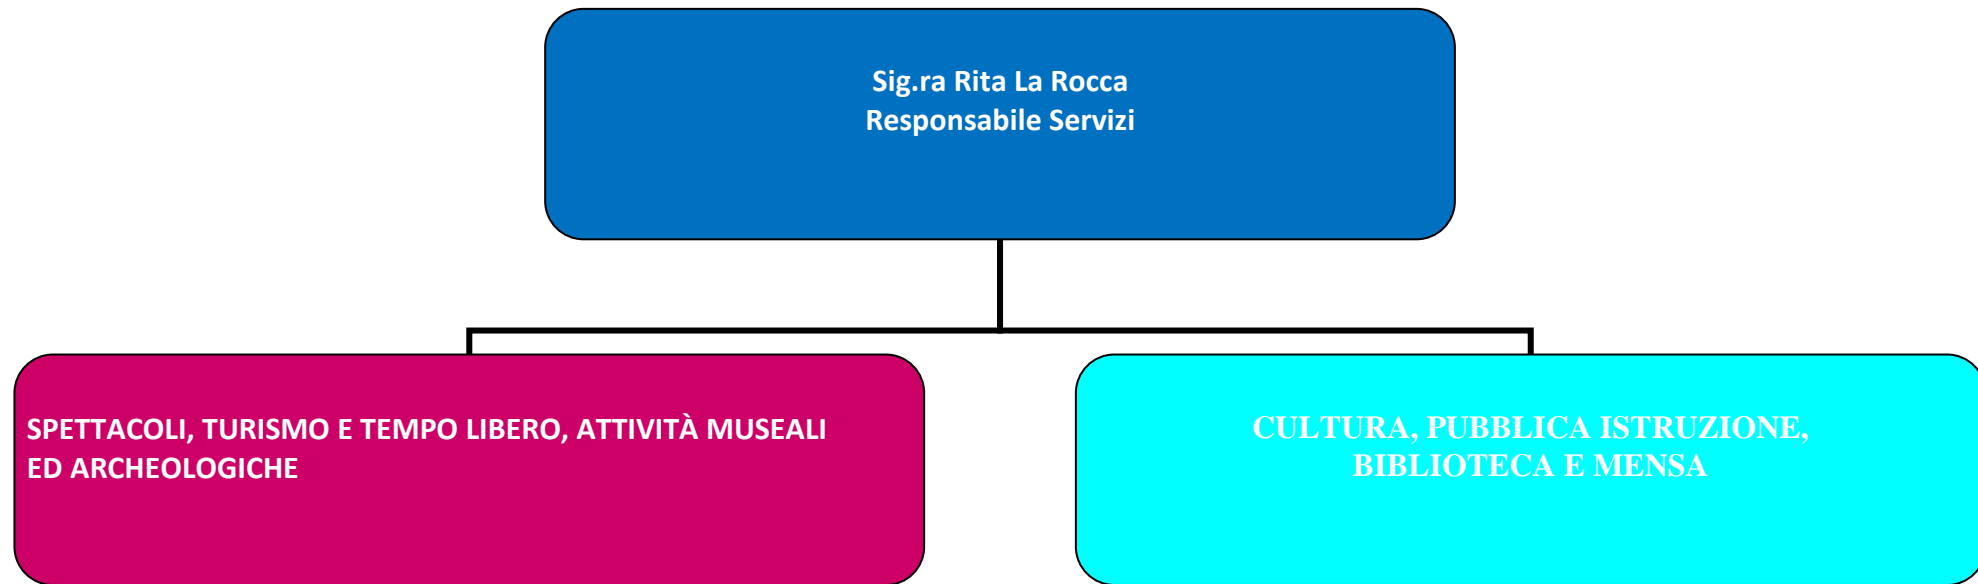 Sig.ra Rita La Rocca
Responsabile Servizi
SPETTACOLI, TURISMO E TEMPO LIBERO, ATTIVITÀ MUSEALI
ED ARCHEOLOGICHE
CULTURA, PUBBLICA ISTRUZIONE,
BIBLIOTECA E MENSA